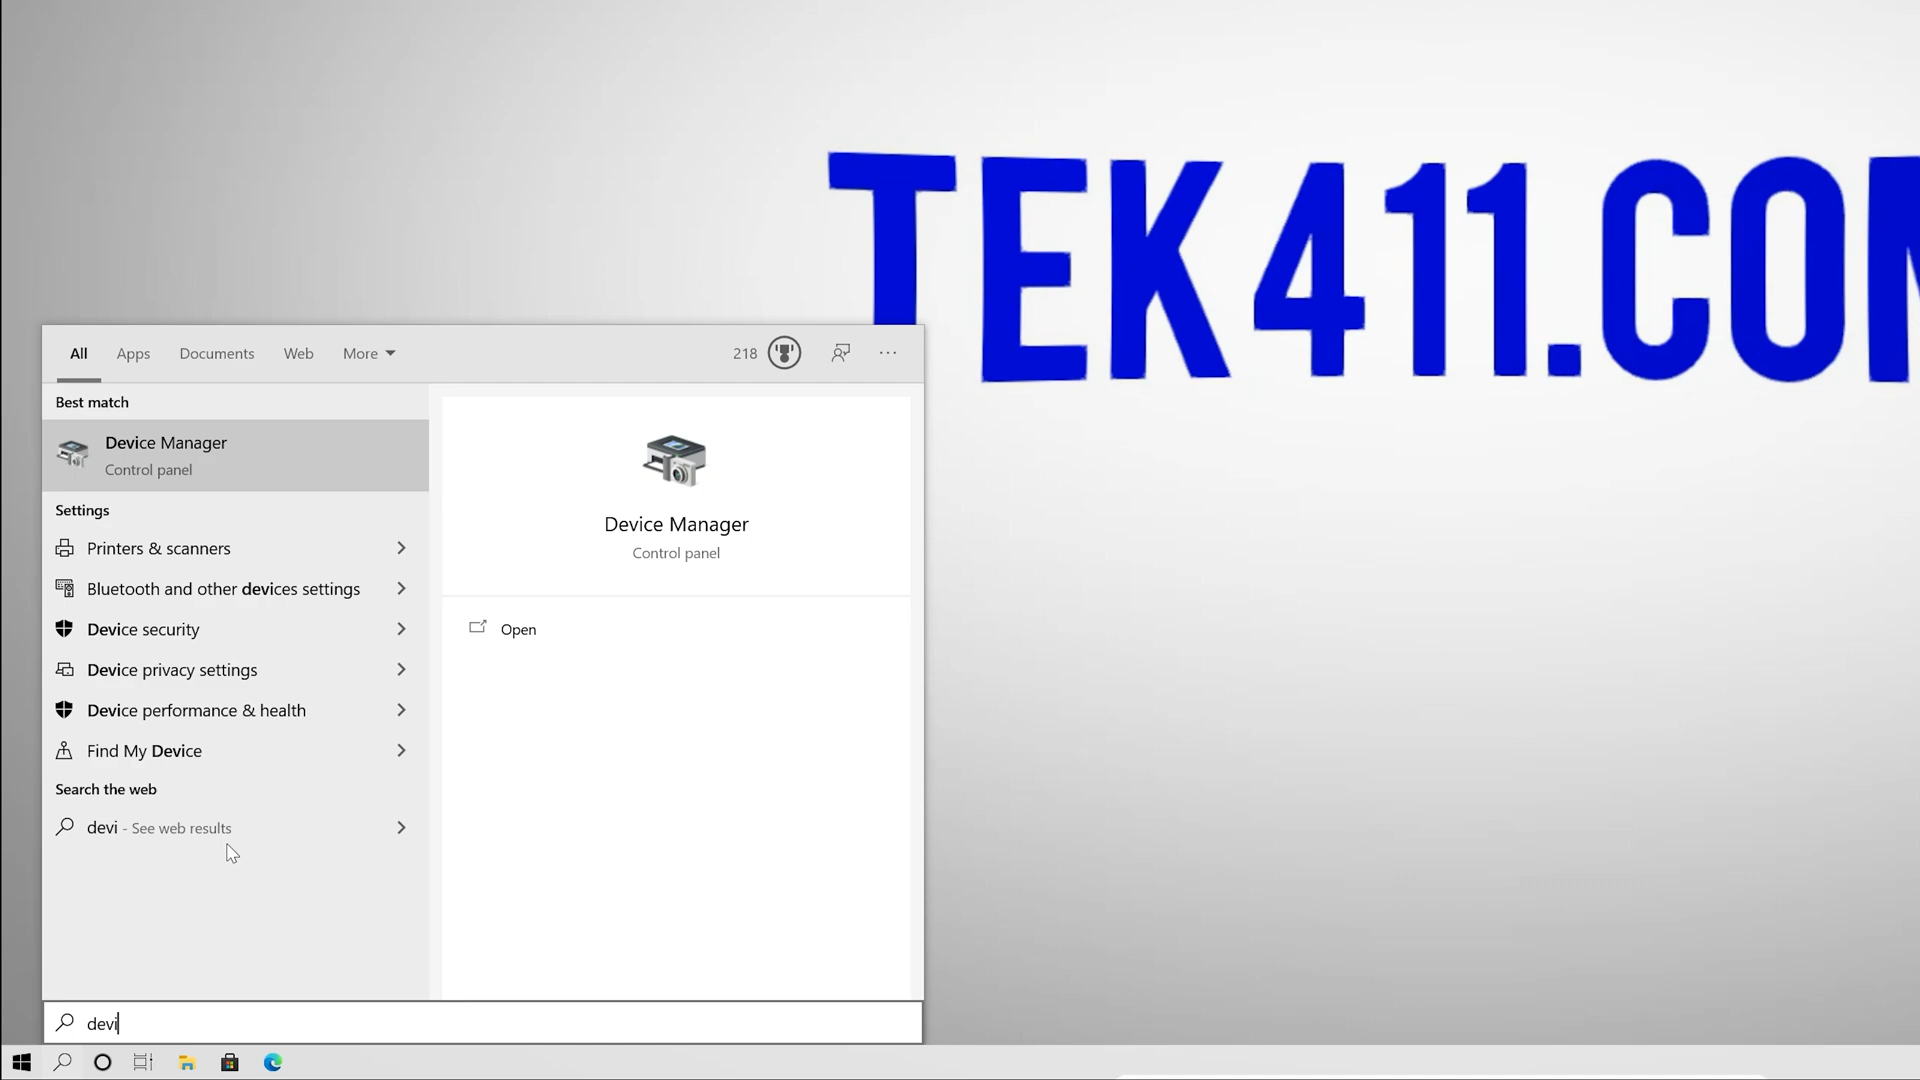 TEK411.CO
All Apps Documents Web More 218 ...
Best match
Device Manager
Control panel
Settings
Printers & scanners
Bluetooth and other devices settings
Device security
Device privacy settings
Device performance & health
Find My Device
Search the web
devi - See web results
Device Manager
Control panel
Open
devi